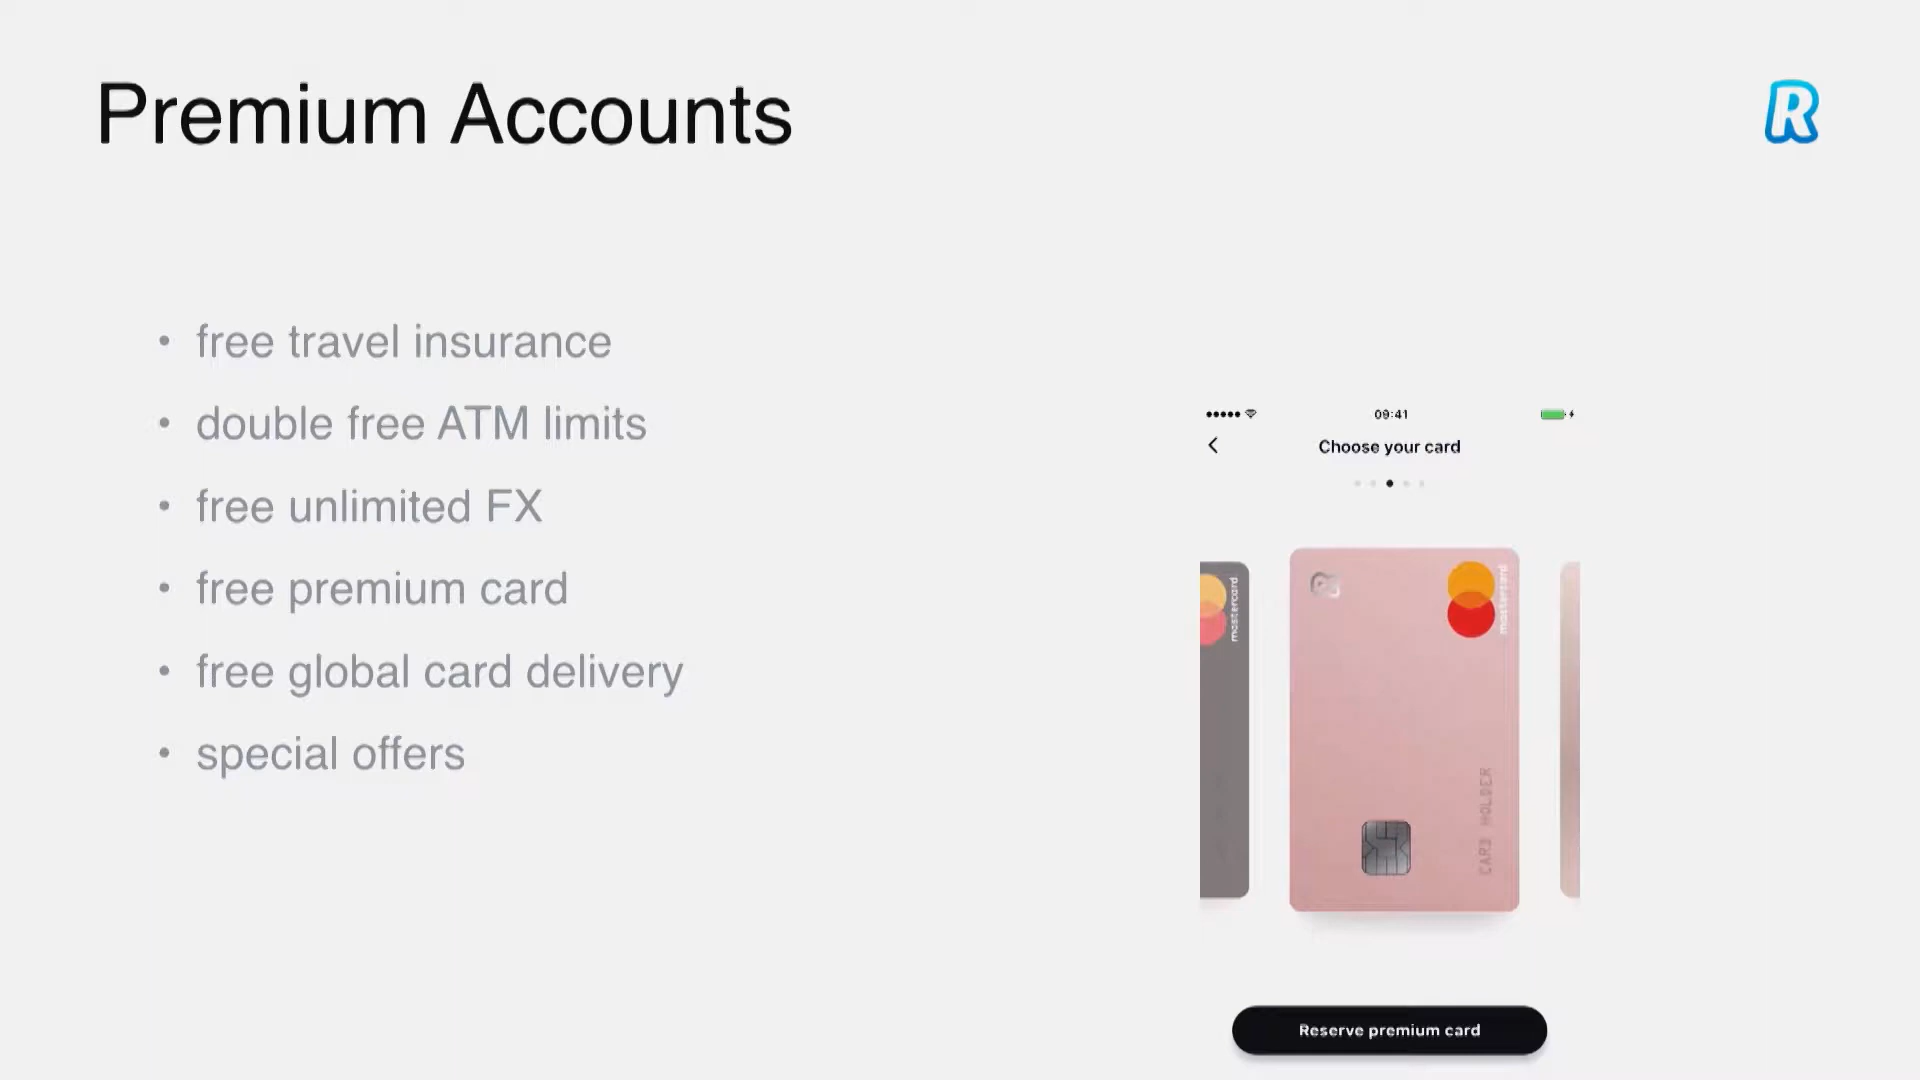 Premium Accounts
R
• free travel insurance
• double free ATM limits
• free unlimited FX
• free premium card
• free global card delivery
• special offers
09:41
Choose your card
mastercard
R
mastercard
CARD HOLDER
Reserve premium card